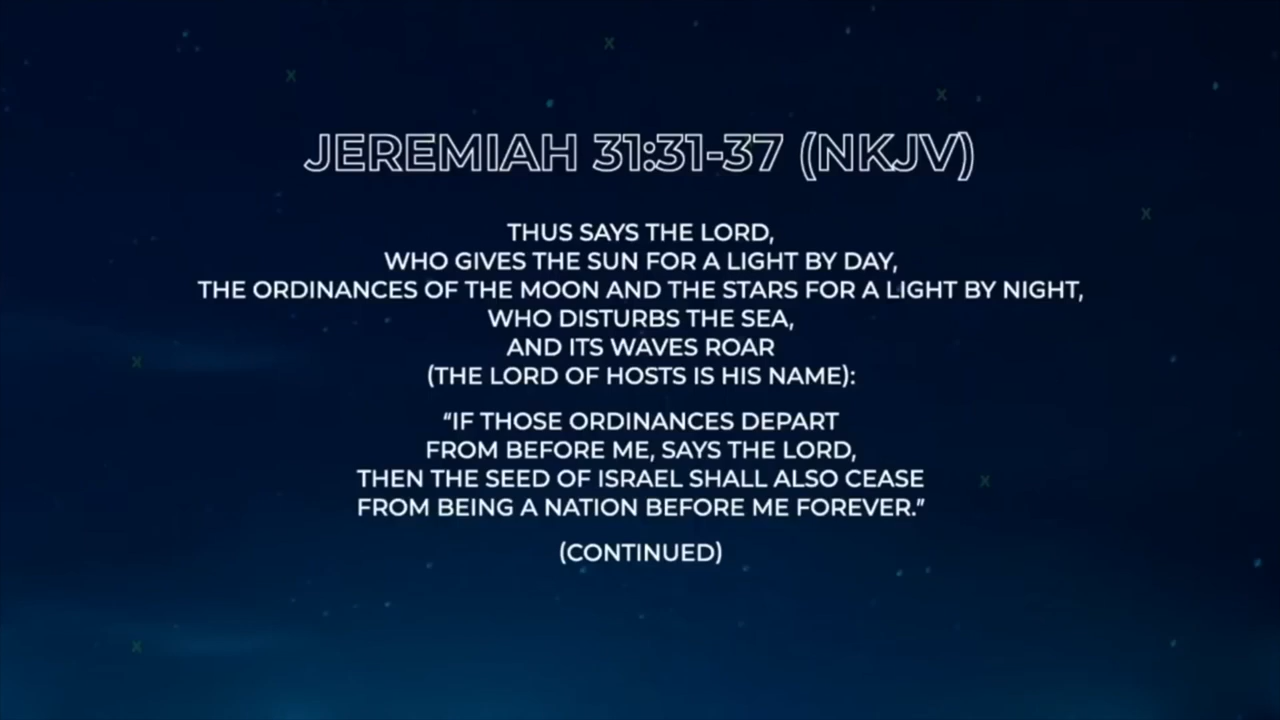 JEREMIAH 31:31-37 (NKJV)
THUS SAYS THE LORD,
WHO GIVES THE SUN FOR A LIGHT BY DAY,
THE ORDINANCES OF THE MOON AND THE STARS FOR A LIGHT BY NIGHT,
WHO DISTURBS THE SEA,
AND ITS WAVES ROAR
(THE LORD OF HOSTS IS HIS NAME):
“IF THOSE ORDINANCES DEPART
FROM BEFORE ME, SAYS THE LORD,
THEN THE SEED OF ISRAEL SHALL ALSO CEASE
FROM BEING A NATION BEFORE ME FOREVER.”
(CONTINUED)